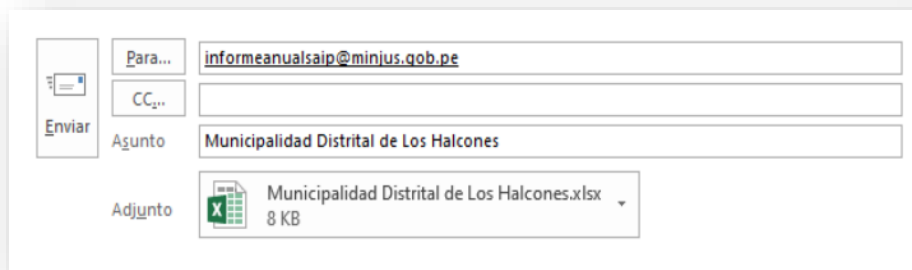 Para...
informeanualsaip@minjus.gob.pe
CC...
Enviar
Asunto
Municipalidad Distrital de Los Halcones
Adjunto
Municipalidad Distrital de Los Halcones.xlsx
8 KB